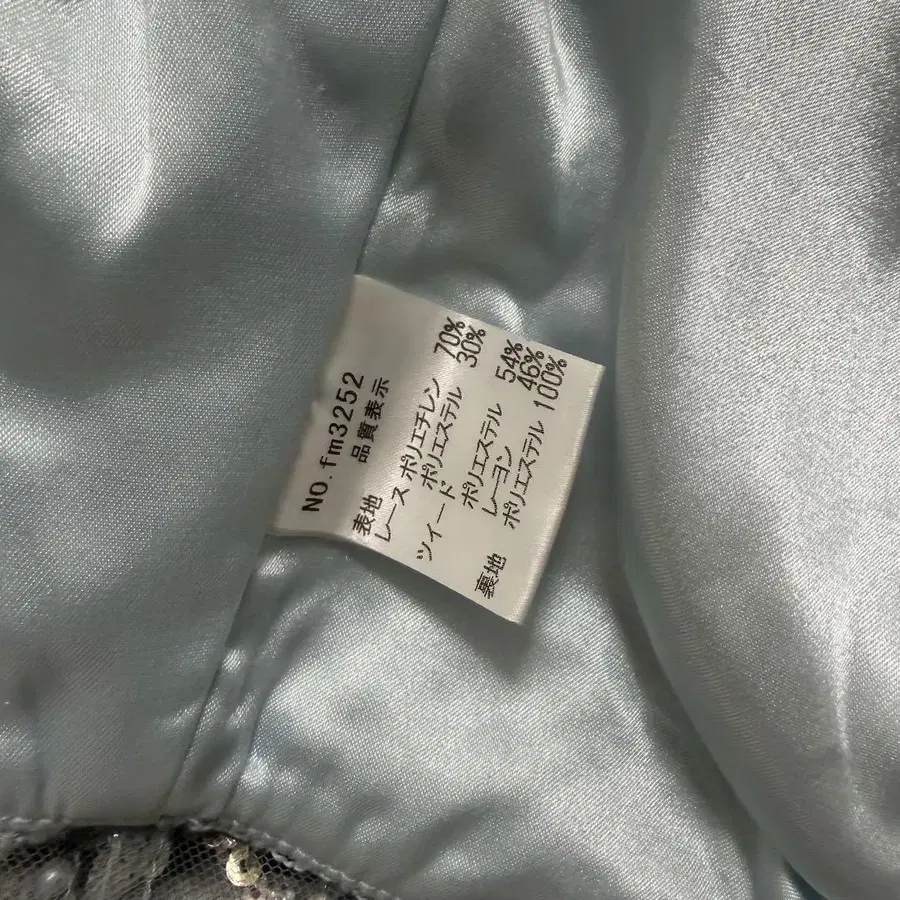 NO. fm3252
品質表示
表地
レース ポリエチレン 70%
ポリエステル 30%
ツイード
ポリエステル 54%
レーヨン 46%
裏地 ポリエステル 100%